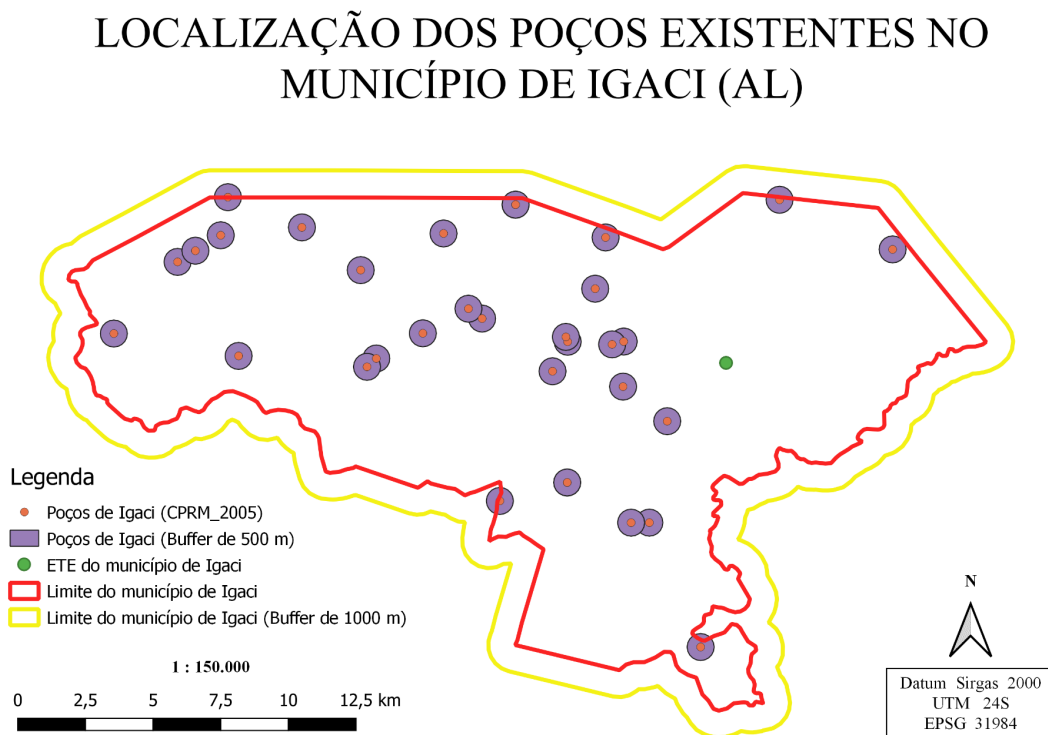 LOCALIZAÇÃO DOS POÇOS EXISTENTES NO
MUNICÍPIO DE IGACI (AL)
Legenda
Poços de Igaci (CPRM_2005)
Poços de Igaci (Buffer de 500 m)
ETE do município de Igaci
Limite do município de Igaci
Limite do município de Igaci (Buffer de 1000 m)
1 : 150.000
0 2,5 5 7,5 10 12,5 km
N
Datum Sirgas 2000
UTM 24S
EPSG 31984